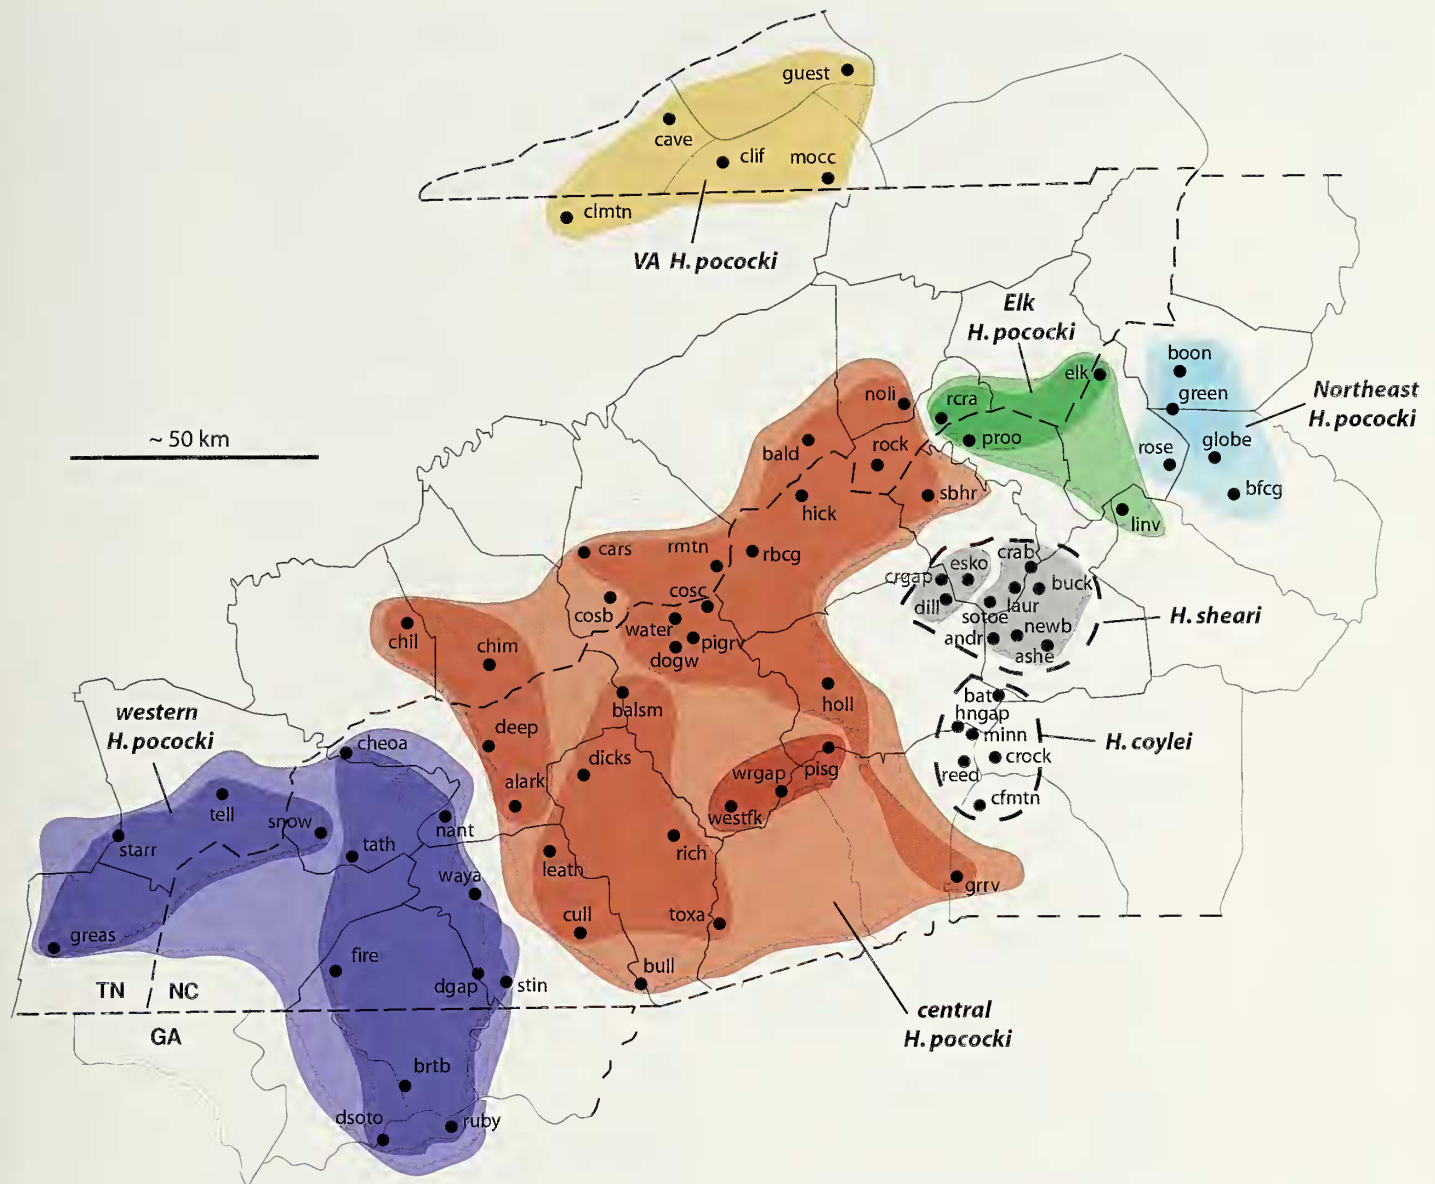 guest
cave
clif
mocc
clmtn
VA H. pococki
Elk
H. pococki
elk
boon
green
Northeast
H. pococki
noli
rcra
proo
~ 50 km
bald
rock
rose
globe
bfcg
sbhr
hick
linv
cars
rmtn
rbcg
crab
esko
crgap
buck
cosb
cosc
dill
laur
sotoe
H. sheari
water
newb
andr
pigrv
chil
chim
dogw
ashe
bat
western
H. pococki
balsm
holl
hngap
deep
minn
H. coylei
cheoa
dicks
crock
wrgap
pisg
reed
alark
cfmtn
tell
westfk
snow
nant
starr
tath
rich
leath
waya
grrv
cull
toxa
greas
fire
bull
dgap
stin
TN
NC
central
H. pococki
GA
brtb
dsoto
ruby